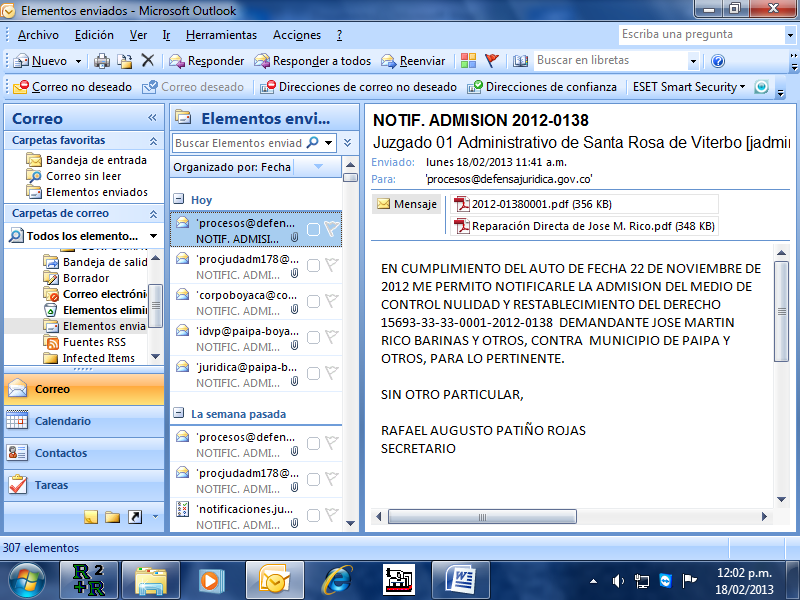 Elementos enviados - Microsoft Outlook
Archivo Edición Ver Ir Herramientas Acciones ? Escriba una pregunta
Nuevo Responder Responder a todos Reenviar Buscar en libretas
Correo no deseado Correo deseado Direcciones de correo no deseado Direcciones de confianza ESET Smart Security
Correo
Carpetas favoritas
Bandeja de entrada
Correo sin leer
Elementos enviados
Carpetas de correo
Todos los elemento...
Bandeja de salid
Borrador
Correo electróni
Elementos elimi
Elementos envia
Fuentes RSS
Infected Items
Correo
Calendario
Contactos
Tareas
Elementos envi...
Buscar Elementos enviad
Organizado por: Fecha
Hoy
'procesos@defen...
NOTIF. ADMISI...
'procjudadm178@...
NOTIFIC. ADMI...
'corpoboyaca@co...
NOTIFIC. ADMI...
'idvp@paipa-boya...
NOTIFIC. ADMI...
'juridica@paipa-b...
NOTIFIC. ADMI...
La semana pasada
'procesos@defen...
NOTIFIC. ADMI...
'procjudadm178@...
NOTIFIC. ADMI...
'notificaciones.ju...
NOTIFIC. ADMI...
NOTIF. ADMISION 2012-0138
Juzgado 01 Administrativo de Santa Rosa de Viterbo [jadmi
Enviado: lunes 18/02/2013 11:41 a.m.
Para: 'procesos@defensajuridica.gov.co'
Mensaje 2012-01380001.pdf (356 KB)
Reparación Directa de Jose M. Rico.pdf (348 KB)
EN CUMPLIMIENTO DEL AUTO DE FECHA 22 DE NOVIEMBRE DE
2012 ME PERMITO NOTIFICARLE LA ADMISION DEL MEDIO DE
CONTROL NULIDAD Y RESTABLECIMIENTO DEL DERECHO
15693-33-33-0001-2012-0138 DEMANDANTE JOSE MARTIN
RICO BARINAS Y OTROS, CONTRA MUNICIPIO DE PAIPA Y
OTROS, PARA LO PERTINENTE.
SIN OTRO PARTICULAR,
RAFAEL AUGUSTO PATIÑO ROJAS
SECRETARIO
307 elementos
R2
+R
12:02 p.m.
18/02/2013